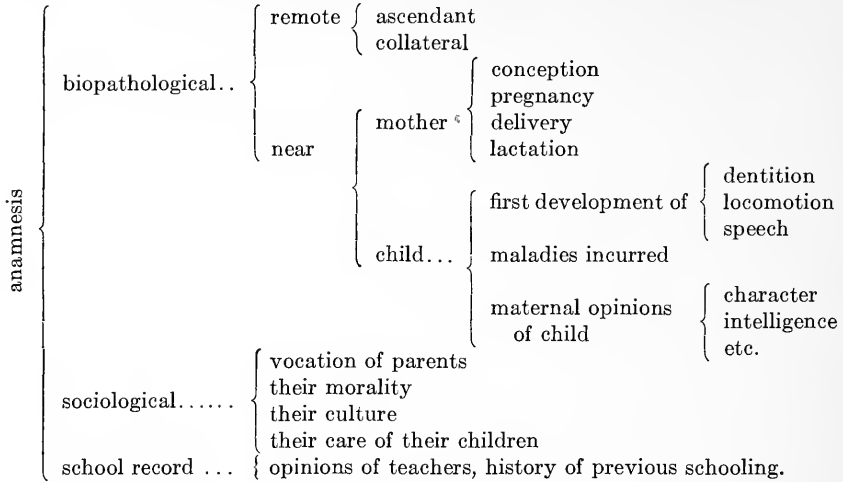 anamnesis
biopathological..
remote
ascendant
collateral
near
mother
conception
pregnancy
delivery
lactation
child...
first development of
dentition
locomotion
speech
maladies incurred
maternal opinions
of child
character
intelligence
etc.
sociological......
vocation of parents
their morality
their culture
their care of their children
school record ...
opinions of teachers, history of previous schooling.